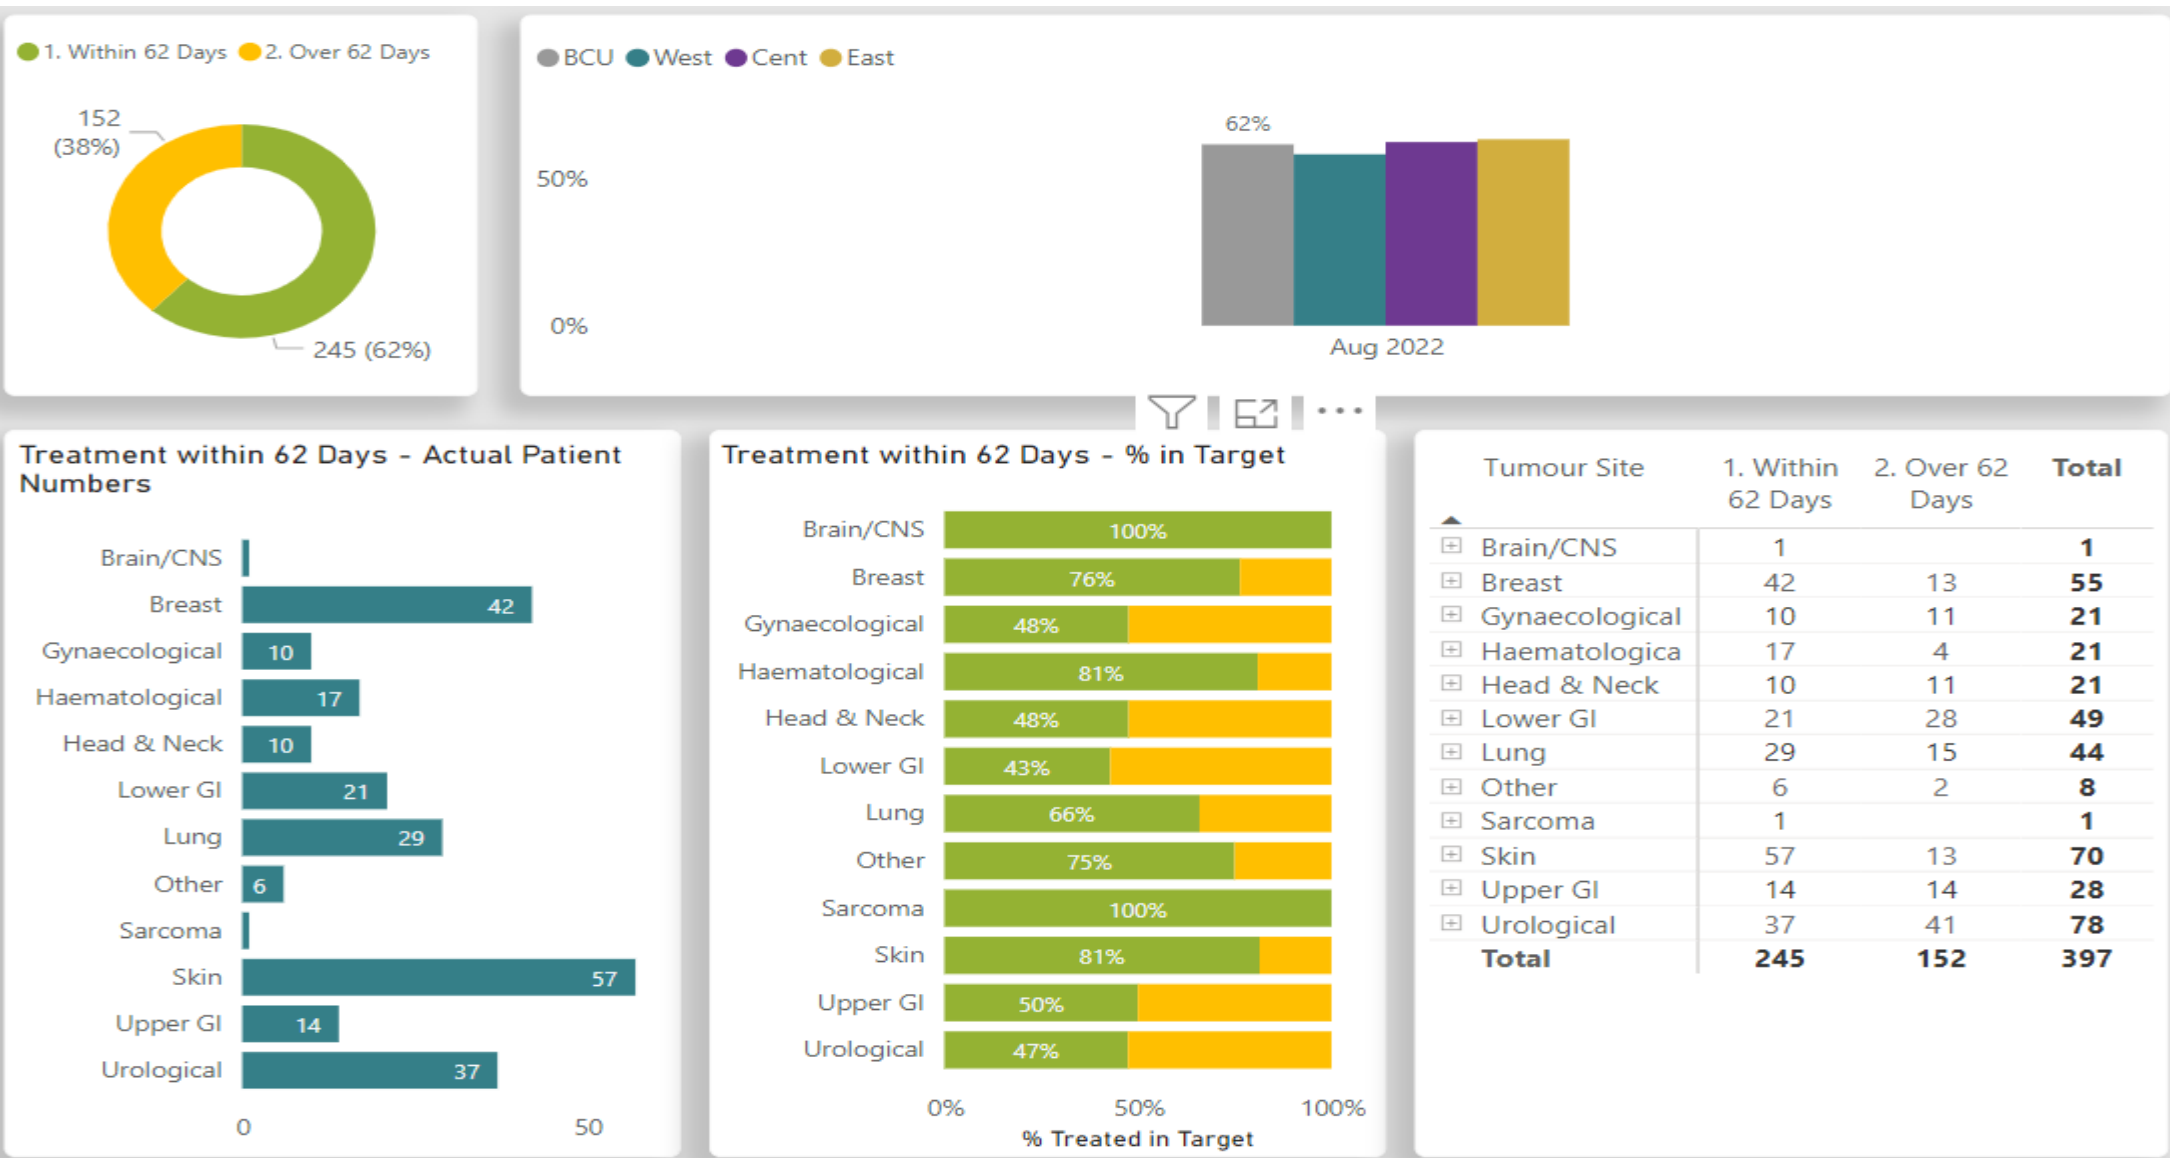 1. Within 62 Days 2. Over 62 Days
152
(38%)
245 (62%)
BCU West Cent East
62%
50%
0%
Aug 2022
Treatment within 62 Days - Actual Patient
Numbers
Brain/CNS
Breast 42
Gynaecological 10
Haematological 17
Head & Neck 10
Lower GI 21
Lung 29
Other 6
Sarcoma
Skin 57
Upper GI 14
Urological 37
0 50
Treatment within 62 Days - % in Target
Brain/CNS 100%
Breast 76%
Gynaecological 48%
Haematological 81%
Head & Neck 48%
Lower GI 43%
Lung 66%
Other 75%
Sarcoma 100%
Skin 81%
Upper GI 50%
Urological 47%
0% 50% 100%
% Treated in Target
Tumour Site 1. Within 2. Over 62 Total
62 Days Days
Brain/CNS 1 1
Breast 42 13 55
Gynaecological 10 11 21
Haematologica 17 4 21
Head & Neck 10 11 21
Lower GI 21 28 49
Lung 29 15 44
Other 6 2 8
Sarcoma 1 1
Skin 57 13 70
Upper GI 14 14 28
Urological 37 41 78
Total 245 152 397